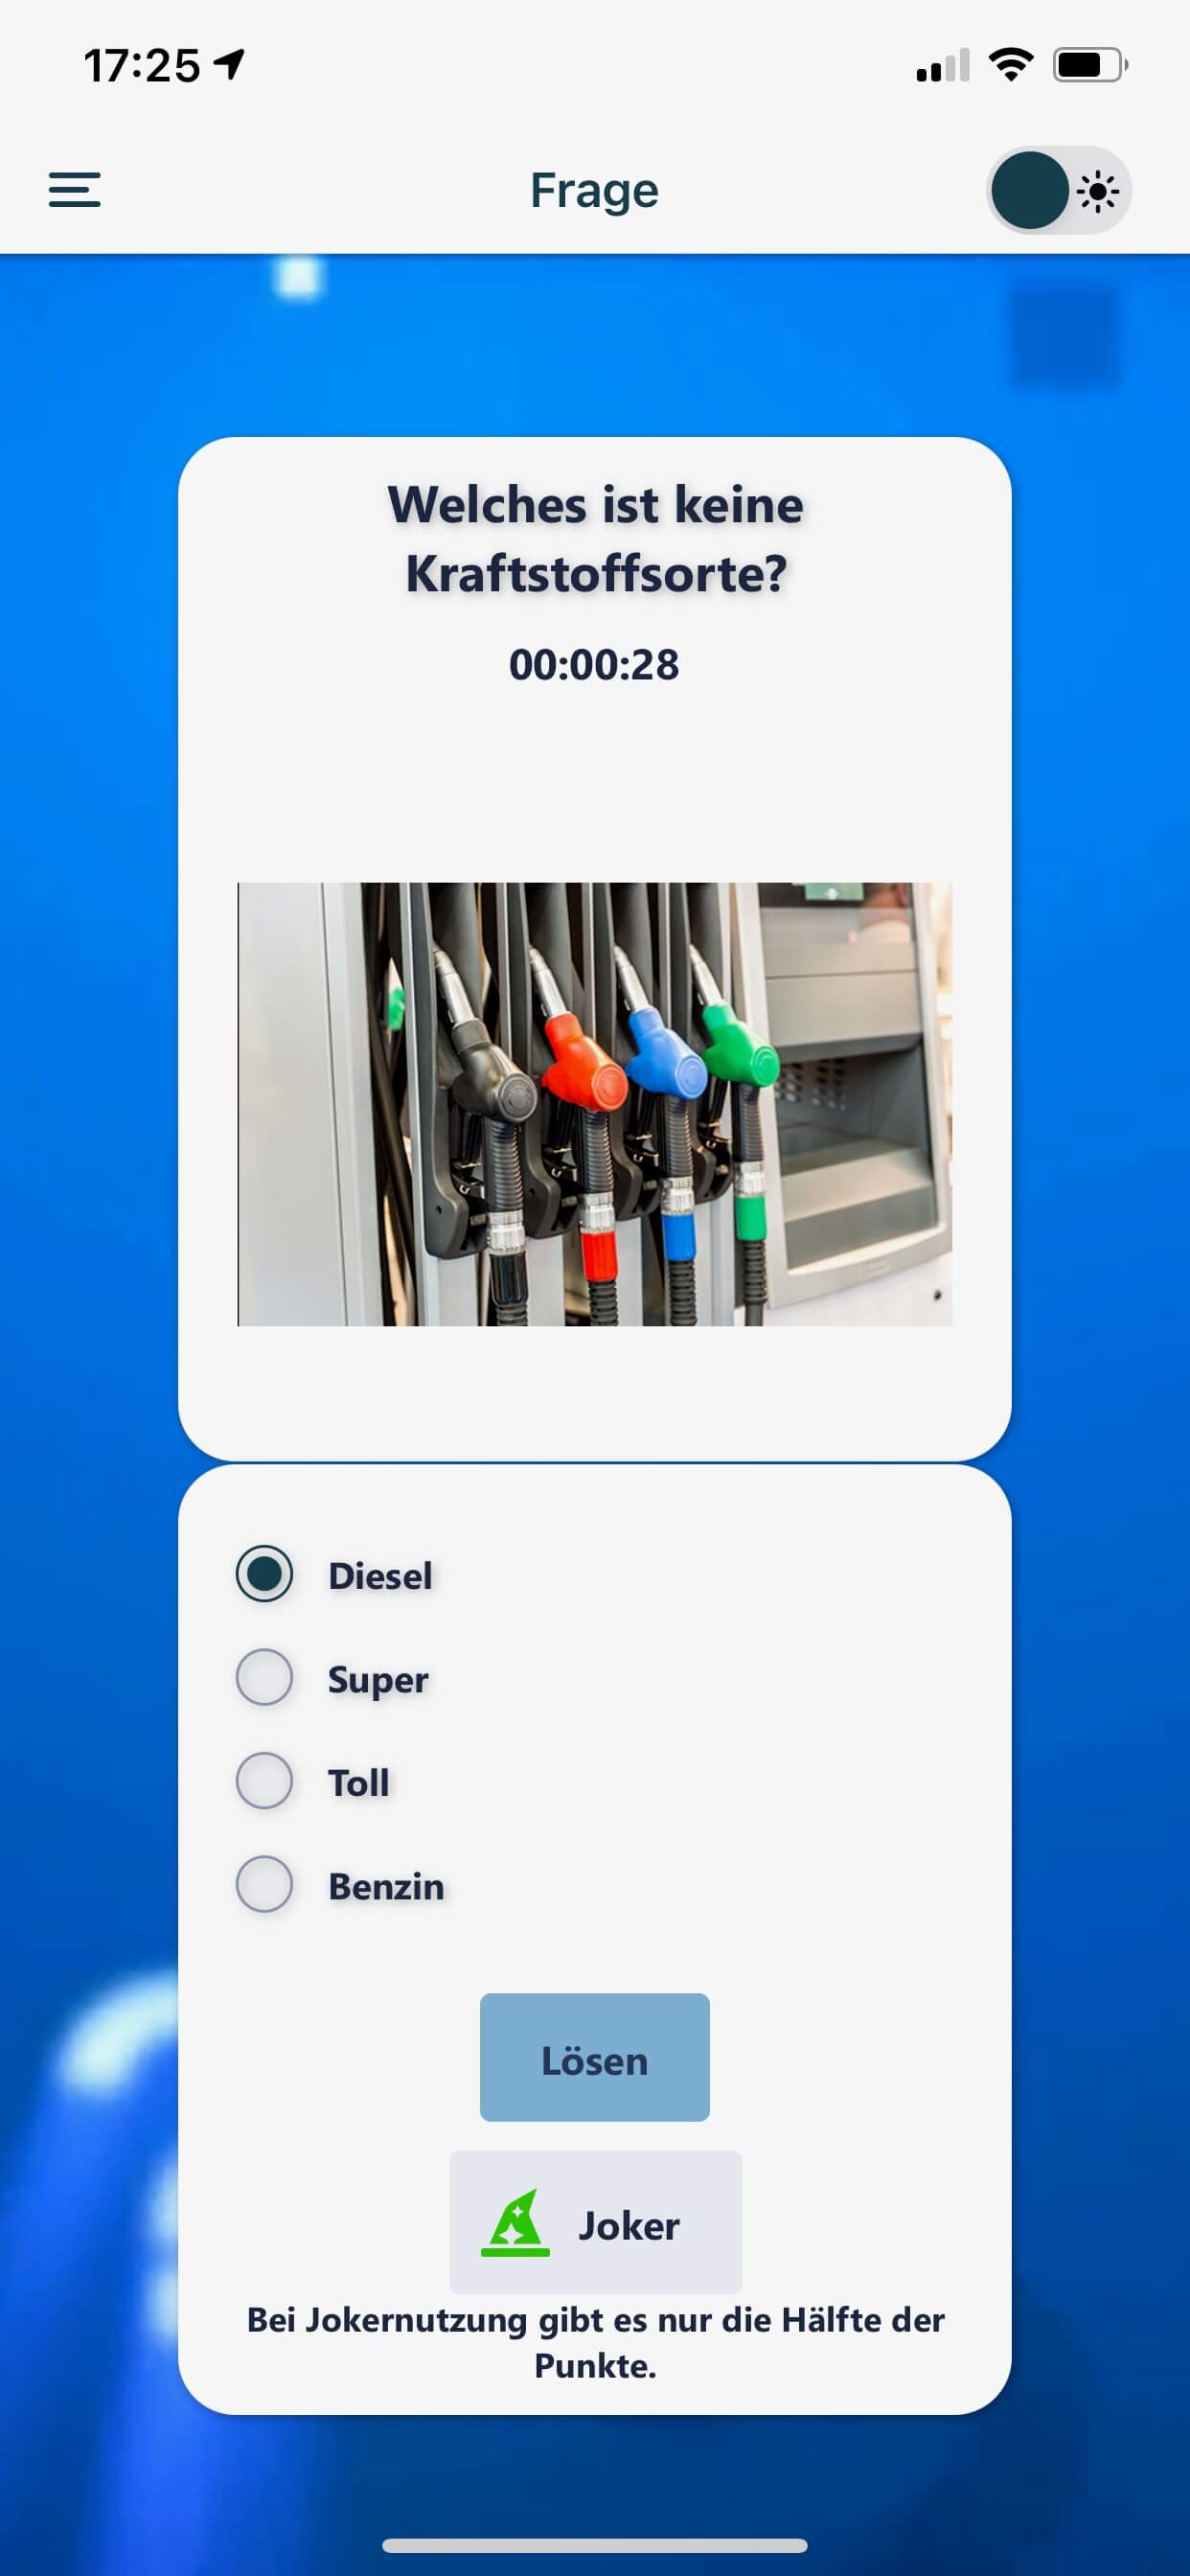 17:25
Frage
Welches ist keine
Kraftstoffsorte?
00:00:28
Diesel
Super
Toll
Benzin
Lösen
Joker
Bei Jokernutzung gibt es nur die Hälfte der
Punkte.